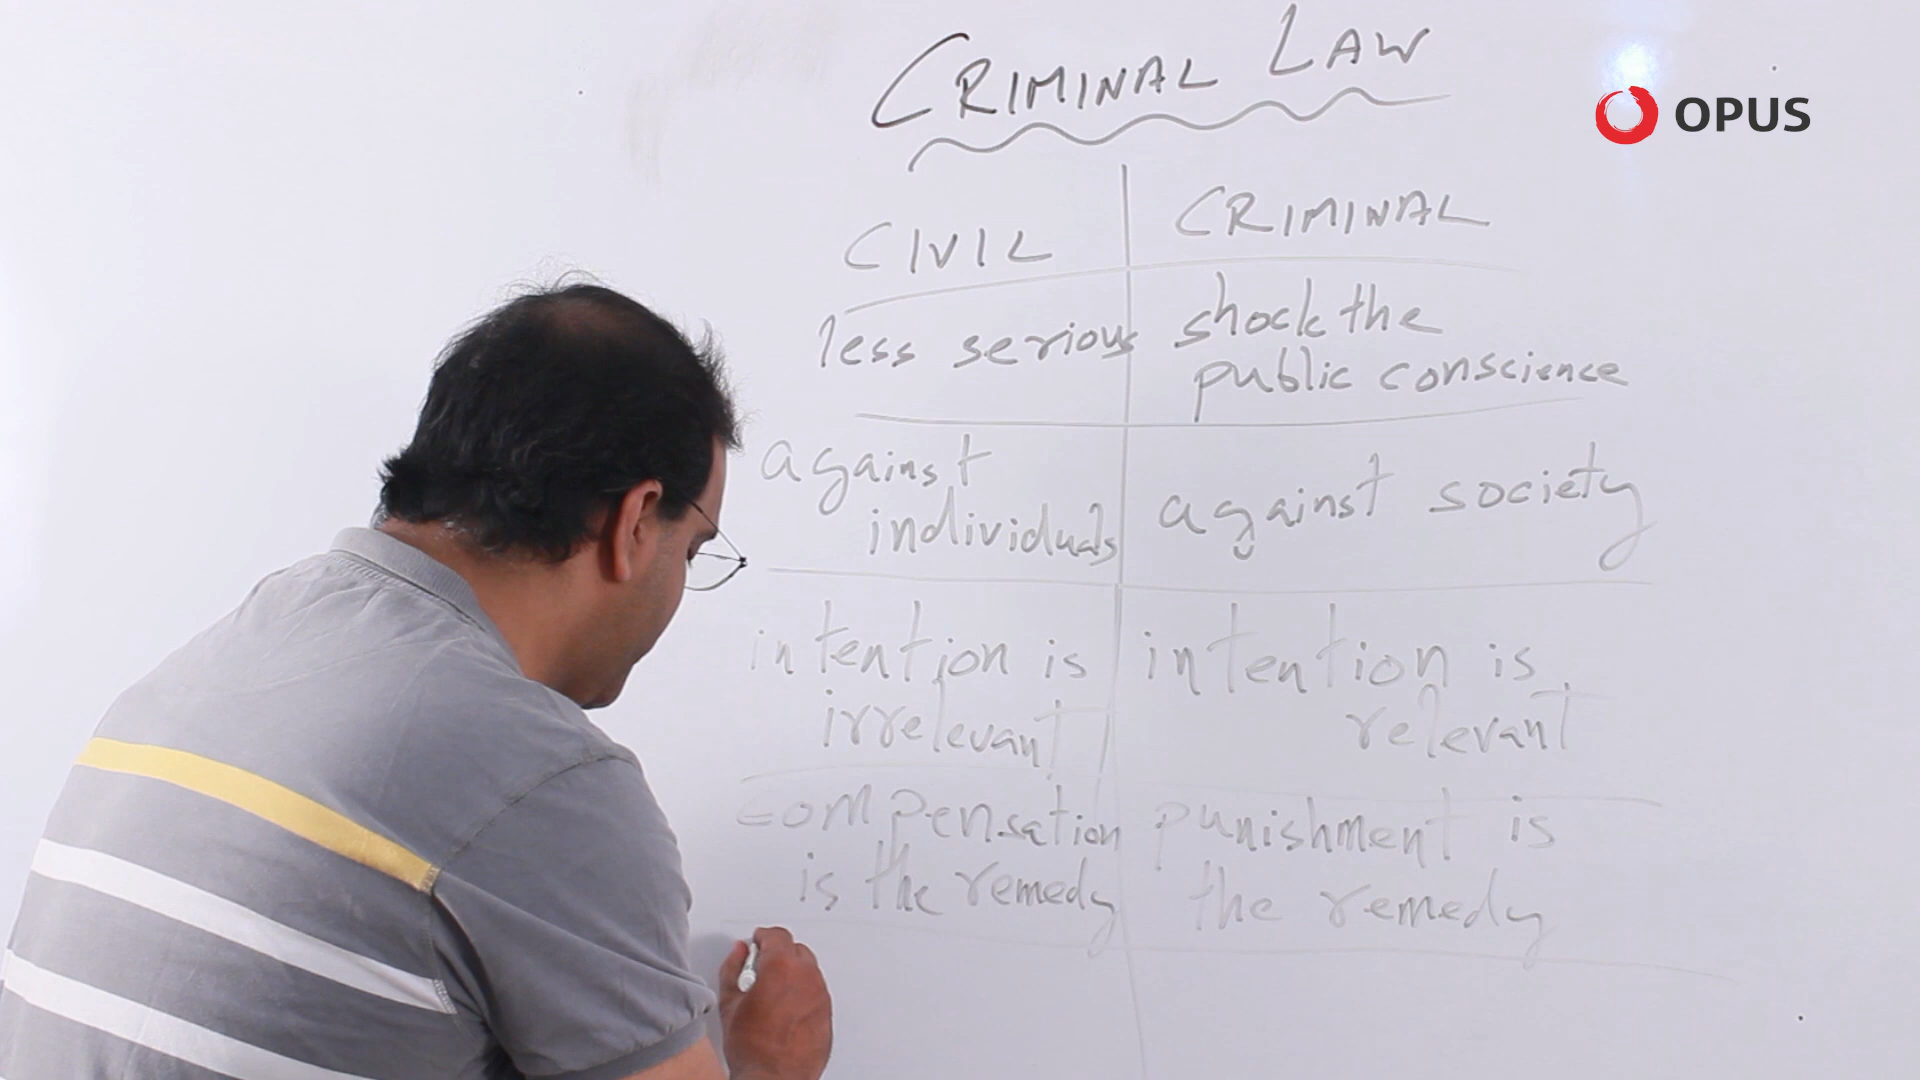 CRIMINAL LAW
OPUS
CIVIL
CRIMINAL
less serious
shock the
public conscience
against
individuals
against society
intention is
irrelevant
intention is
relevant
compensation
is the remedy
punishment is
the remedy